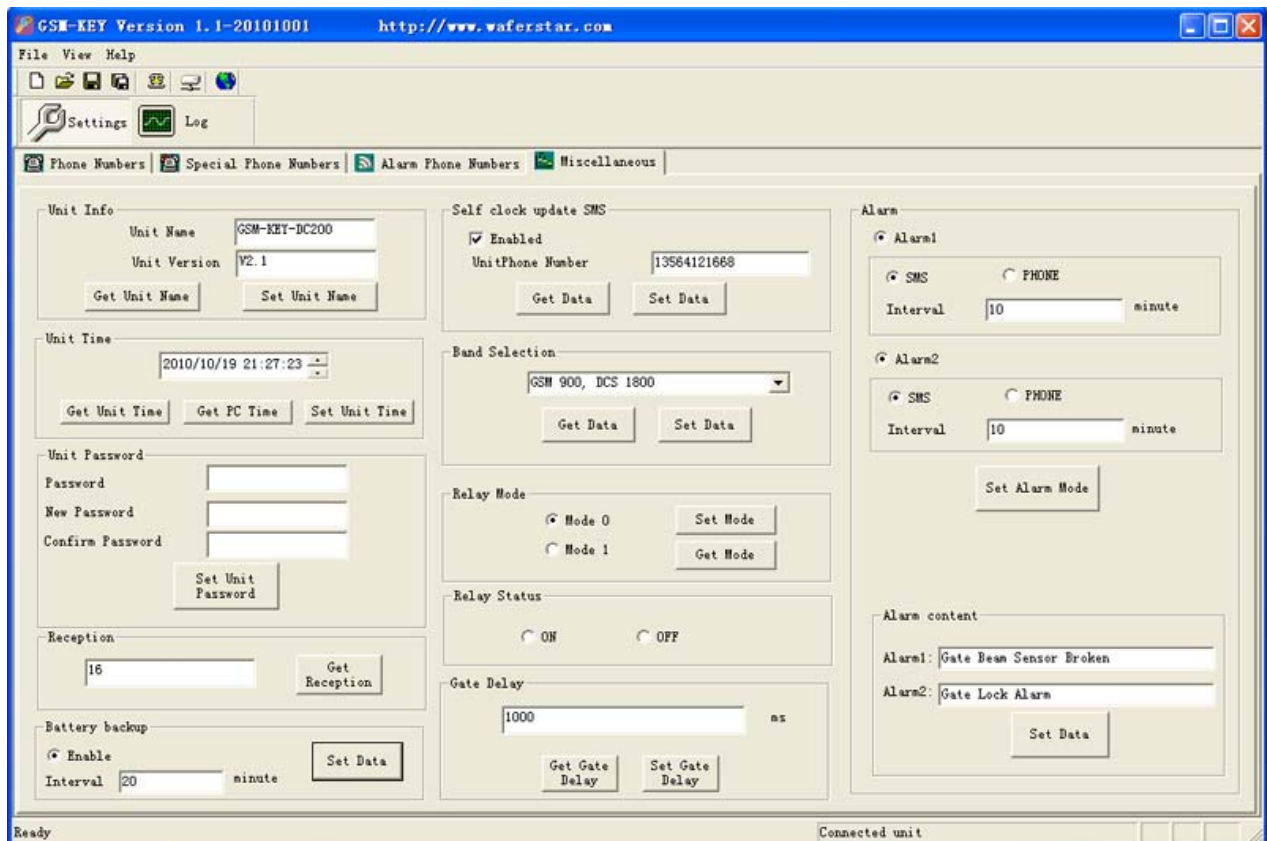 GSM-KEY Version 1.1-20101001 http://www.waferstar.com
File View Help
Settings Log
Phone Numbers Special Phone Numbers Alarm Phone Numbers Miscellaneous
Unit Info
Unit Name GSM-KEY-DC200
Unit Version V2.1
Get Unit Name Set Unit Name
Unit Time
2010/10/19 21:27:23
Get Unit Time Get PC Time Set Unit Time
Unit Password
Password
New Password
Confirm Password
Set Unit
Password
Reception
16
Get
Reception
Battery backup
Enable
Interval 20 minute
Set Data
Self clock update SMS
Enabled
UnitPhone Number 13564121668
Get Data Set Data
Band Selection
GSM 900, DCS 1800
Get Data Set Data
Relay Mode
Mode 0 Set Mode
Mode 1 Get Mode
Relay Status
ON OFF
Gate Delay
1000 ms
Get Gate
Delay
Set Gate
Delay
Alarm
Alarm1
SMS PHONE
Interval 10 minute
Alarm2
SMS PHONE
Interval 10 minute
Set Alarm Mode
Alarm content
Alarm1: Gate Beam Sensor Broken
Alarm2: Gate Lock Alarm
Set Data
Ready Connected unit